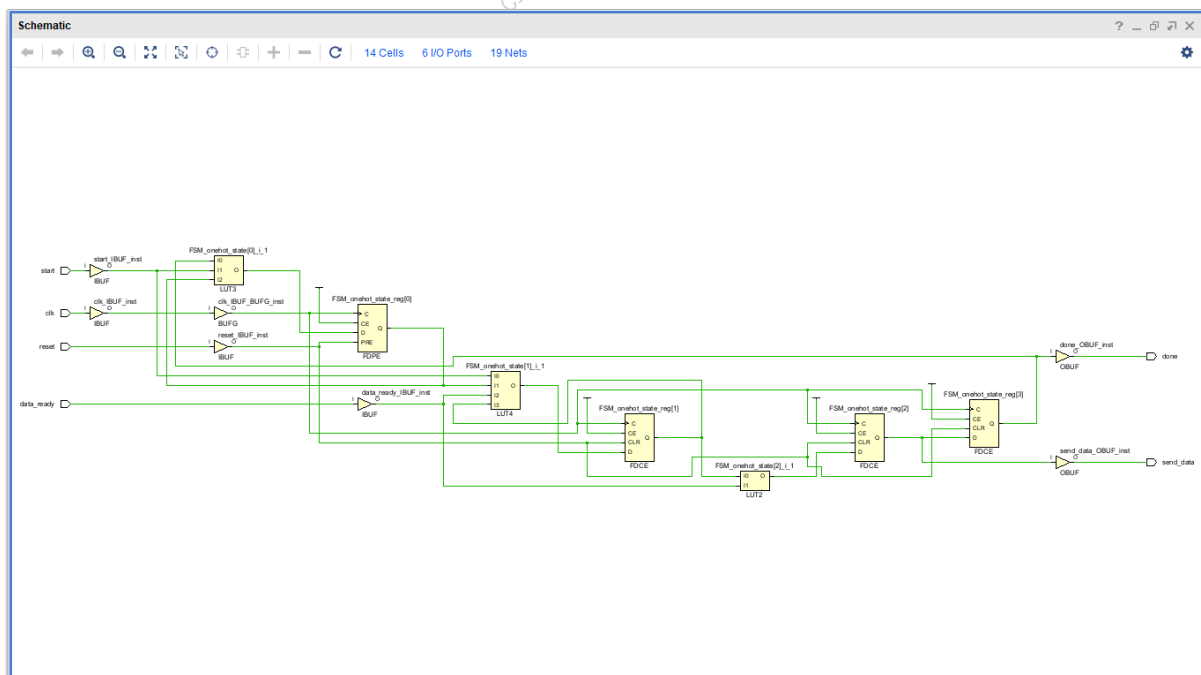 Schematic
14 Cells 6 I/O Ports 19 Nets
FSM_onehot_state[0]_i_1
I0
I1
I2
O
LUT3
start
start_IBUF_inst
I
O
IBUF
clk
clk_IBUF_inst
I
O
IBUF
clk_IBUF_BUFG_inst
I
O
BUFG
reset
reset_IBUF_inst
I
O
IBUF
FSM_onehot_state_reg[0]
C
CE
D
PRE
Q
FDPE
data_ready
data_ready_IBUF_inst
I
O
IBUF
FSM_onehot_state[1]_i_1
I0
I1
I2
I3
O
LUT4
FSM_onehot_state_reg[1]
C
CE
CLR
D
Q
FDCE
FSM_onehot_state[2]_i_1
I0
I1
O
LUT2
FSM_onehot_state_reg[2]
C
CE
CLR
D
Q
FDCE
FSM_onehot_state_reg[3]
C
CE
CLR
D
Q
FDCE
done_OBUF_inst
I
O
OBUF
done
send_data_OBUF_inst
I
O
OBUF
send_data